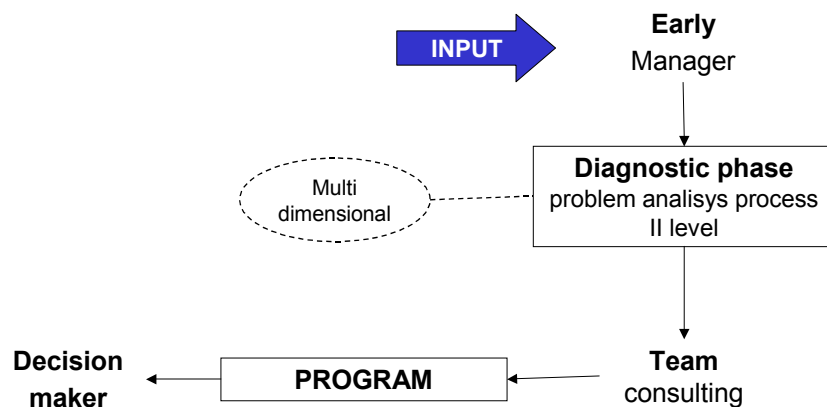 INPUT
Early
Manager
Diagnostic phase
problem analisys process
II level
Multi
dimensional
Decision
maker
PROGRAM
Team
consulting